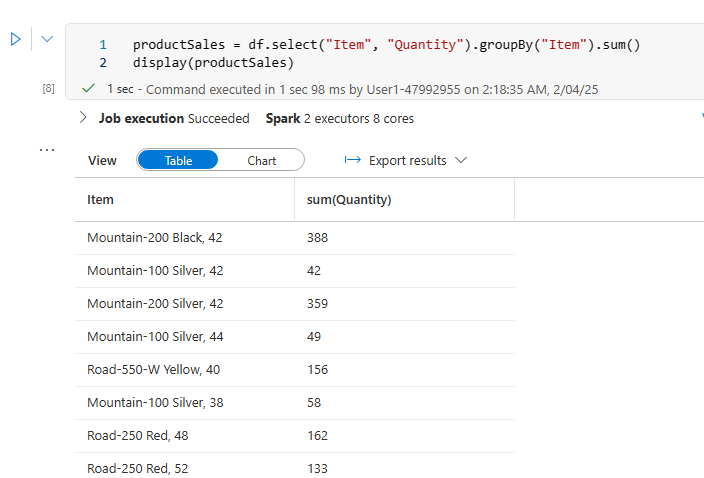 1 productSales = df.select("Item", "Quantity").groupBy("Item").sum()
2 display(productSales)
[8] 1 sec - Command executed in 1 sec 98 ms by User1-47992955 on 2:18:35 AM, 2/04/25
Job execution Succeeded Spark 2 executors 8 cores
View Table Chart Export results
Item sum(Quantity)
Mountain-200 Black, 42 388
Mountain-100 Silver, 42 42
Mountain-200 Silver, 42 359
Mountain-100 Silver, 44 49
Road-550-W Yellow, 40 156
Mountain-100 Silver, 38 58
Road-250 Red, 48 162
Road-250 Red, 52 133